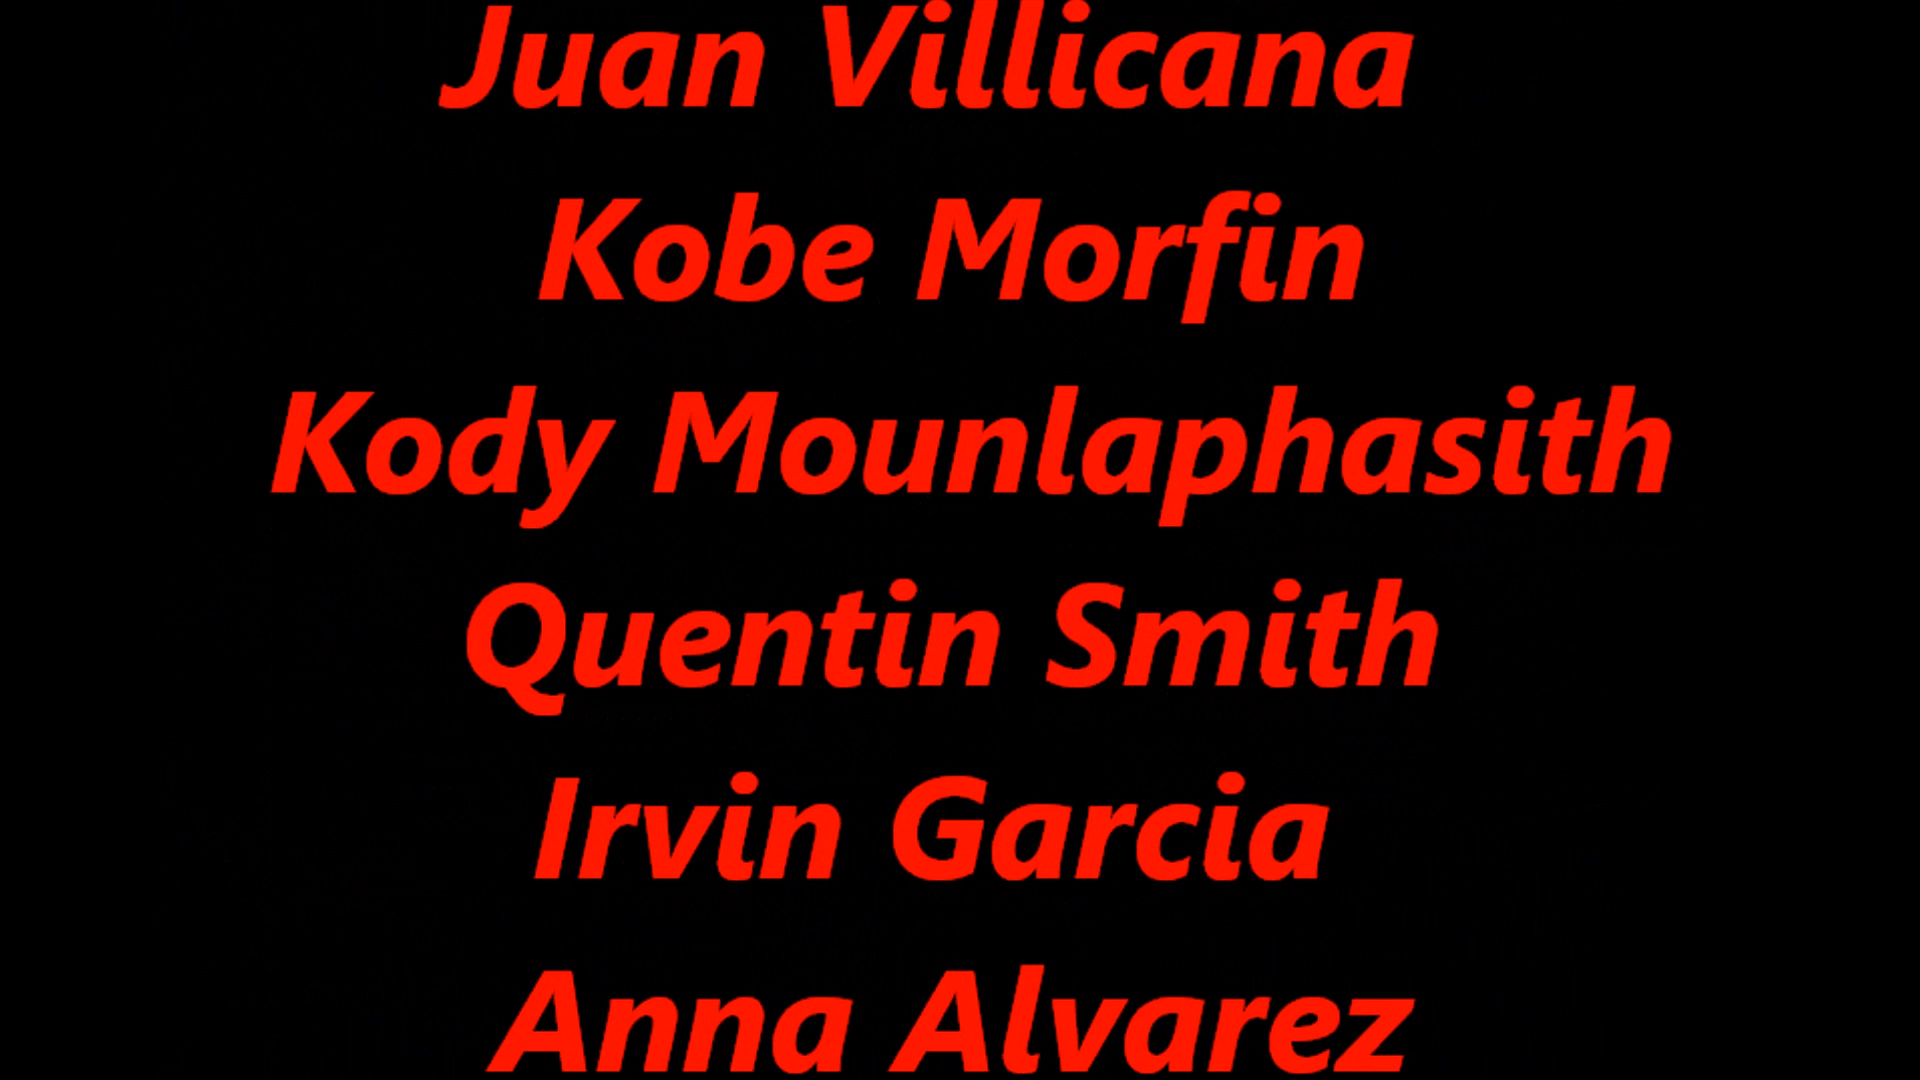 Juan Villicana
Kobe Morfin
Kody Mounlaphasith
Quentin Smith
Irvin Garcia
Anna Alvarez